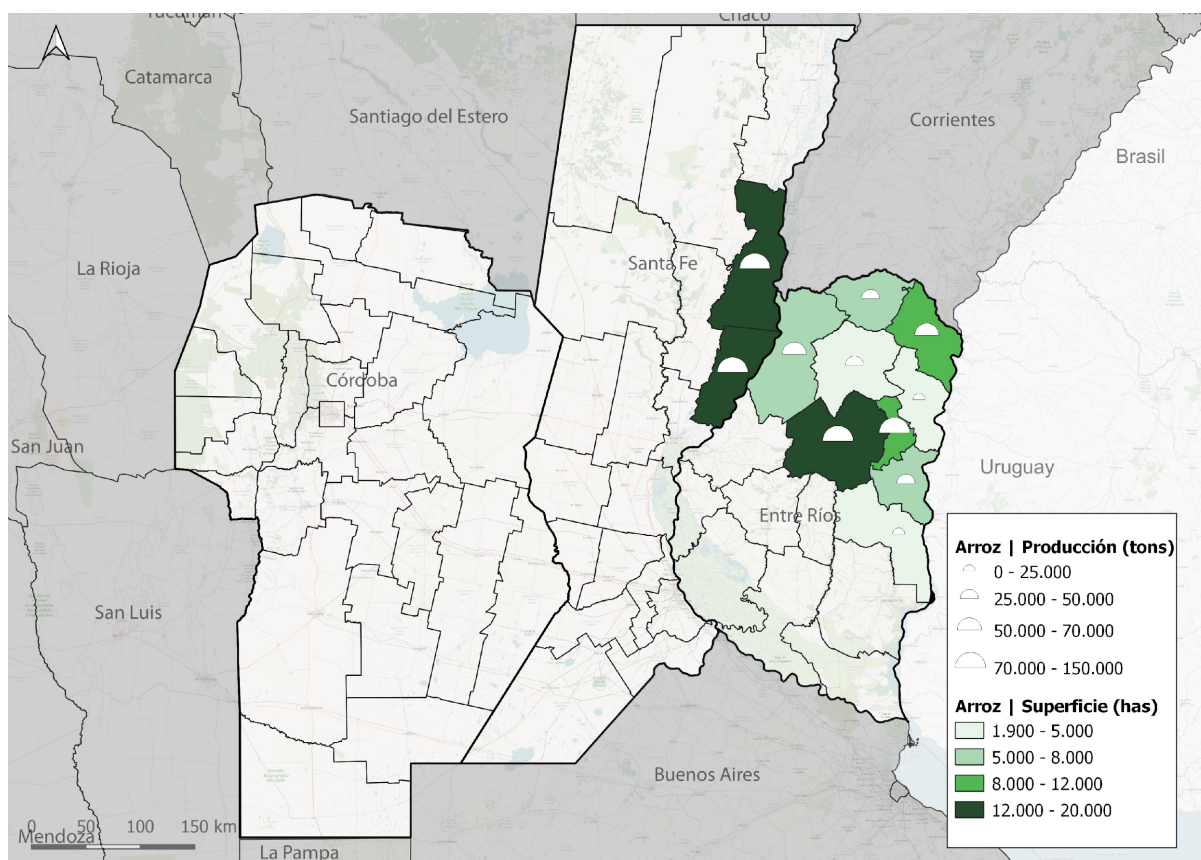 Tucumán
Chaco
Catamarca
Santiago del Estero
Corrientes
Brasil
La Rioja
Santa Fe
Córdoba
San Juan
Uruguay
Entre Ríos
San Luis
Buenos Aires
Mendoza
La Pampa
0 50 100 150 km
Arroz | Producción (tons)
0 - 25.000
25.000 - 50.000
50.000 - 70.000
70.000 - 150.000
Arroz | Superficie (has)
1.900 - 5.000
5.000 - 8.000
8.000 - 12.000
12.000 - 20.000